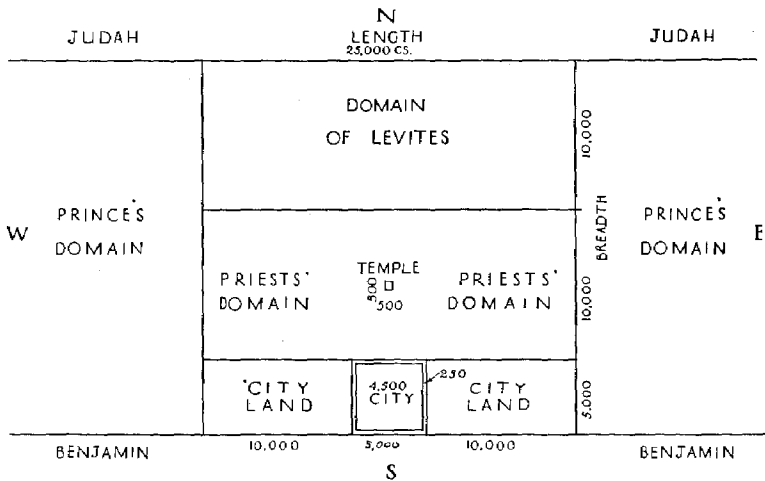 N
JUDAH
LENGTH
JUDAH
25,000 CS.
DOMAIN
OF LEVITES
10,000
PRINCE'S
DOMAIN
W
BREADTH
PRINCE'S
DOMAIN
E
PRIESTS'
DOMAIN
TEMPLE
500
500
PRIESTS'
DOMAIN
10,000
CITY
LAND
4,500
CITY
250
CITY
LAND
5,000
BENJAMIN
10,000
5,000
10,000
BENJAMIN
S